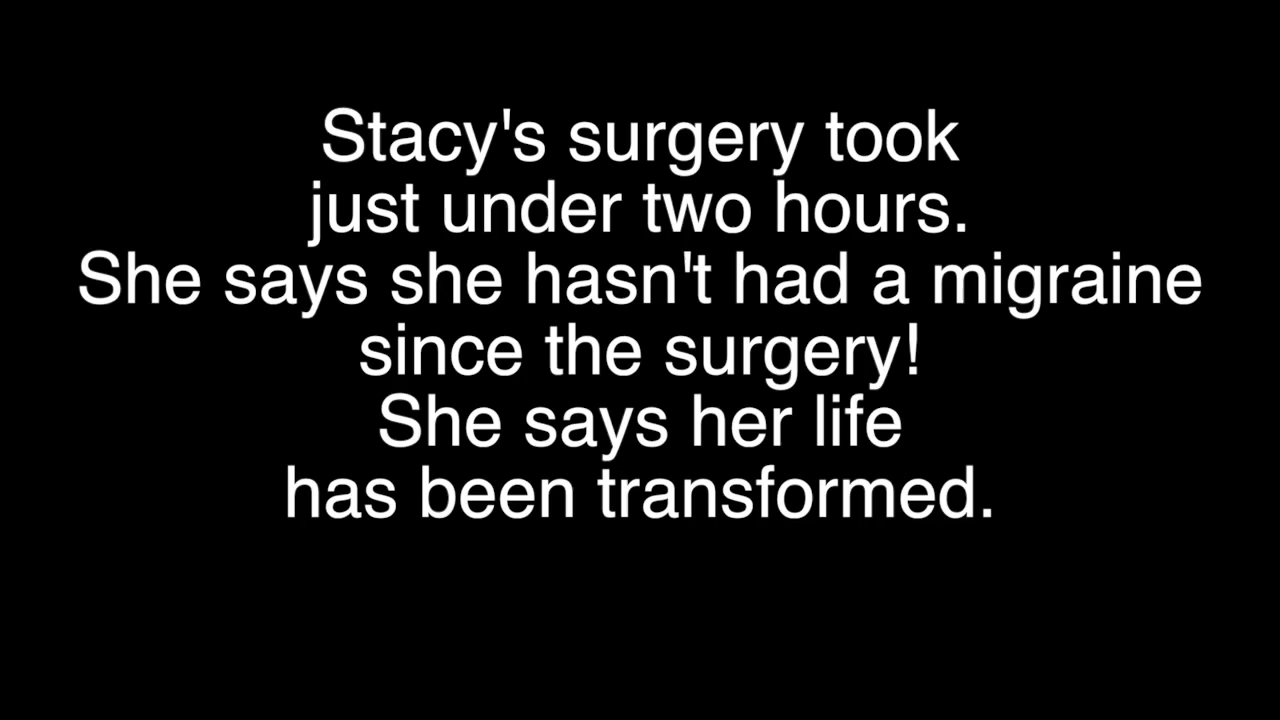 Stacy's surgery took
just under two hours.
She says she hasn't had a migraine
since the surgery!
She says her life
has been transformed.